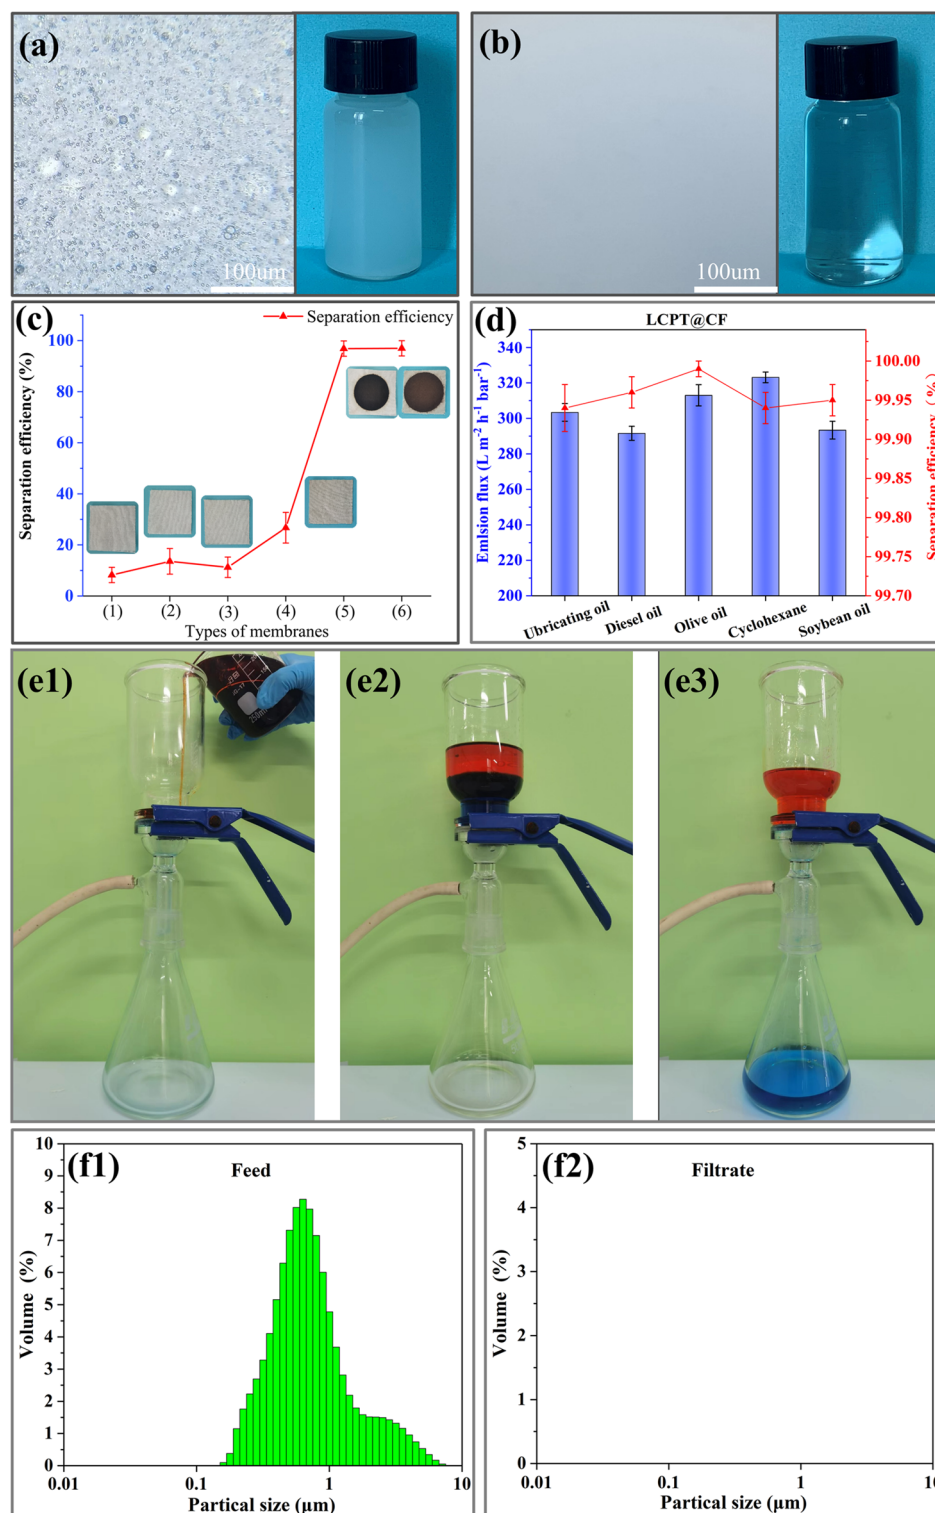 (a)
100um
(b)
100um
(c)
Separation efficiency
Separation efficiency (%)
100
80
60
40
20
0
(1) (2) (3) (4) (5) (6)
Types of membranes
(d)
LCPT@CF
Emlsion flux (L m⁻² h⁻¹ bar⁻¹)
340
320
300
280
260
240
220
200
100.00
99.95
99.90
99.85
99.80
99.75
99.70
Separation efficiency (%)
Ubricating oil Diesel oil Olive oil Cyclohexane Soybean oil
(e1)
250ml
(e2)
(e3)
(f1)
Feed
Volume (%)
10
9
8
7
6
5
4
3
2
1
0
0.01 0.1 1 10
Partical size (μm)
(f2)
Filtrate
Volume (%)
5
4
3
2
1
0
0.01 0.1 1 10
Partical size (μm)